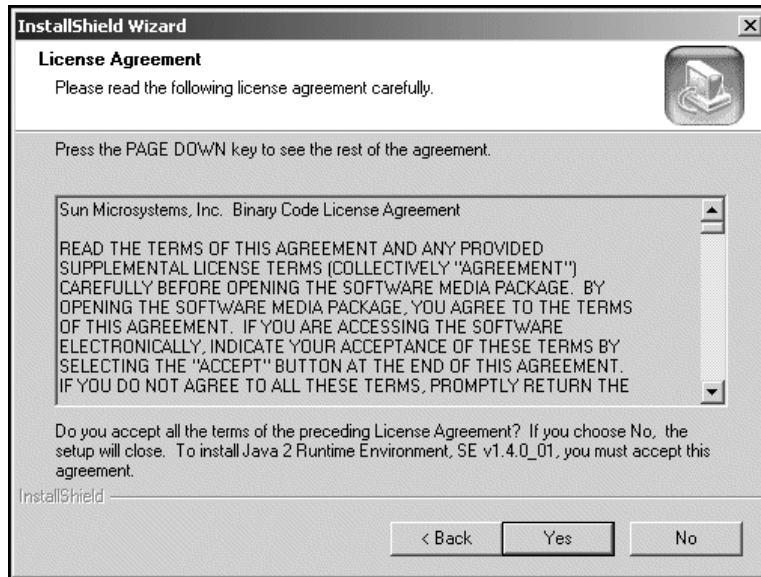 InstallShield Wizard
License Agreement
Please read the following license agreement carefully.
Press the PAGE DOWN key to see the rest of the agreement.
Sun Microsystems, Inc.  Binary Code License Agreement
READ THE TERMS OF THIS AGREEMENT AND ANY PROVIDED
SUPPLEMENTAL LICENSE TERMS (COLLECTIVELY "AGREEMENT")
CAREFULLY BEFORE OPENING THE SOFTWARE MEDIA PACKAGE.  BY
OPENING THE SOFTWARE MEDIA PACKAGE, YOU AGREE TO THE TERMS
OF THIS AGREEMENT.  IF YOU ARE ACCESSING THE SOFTWARE
ELECTRONICALLY, INDICATE YOUR ACCEPTANCE OF THESE TERMS BY
SELECTING THE "ACCEPT" BUTTON AT THE END OF THIS AGREEMENT.
IF YOU DO NOT AGREE TO ALL THESE TERMS, PROMPTLY RETURN THE
Do you accept all the terms of the preceding License Agreement?  If you choose No,  the
setup will close.  To install Java 2 Runtime Environment, SE v1.4.0_01, you must accept this
agreement.
InstallShield
< Back
Yes
No